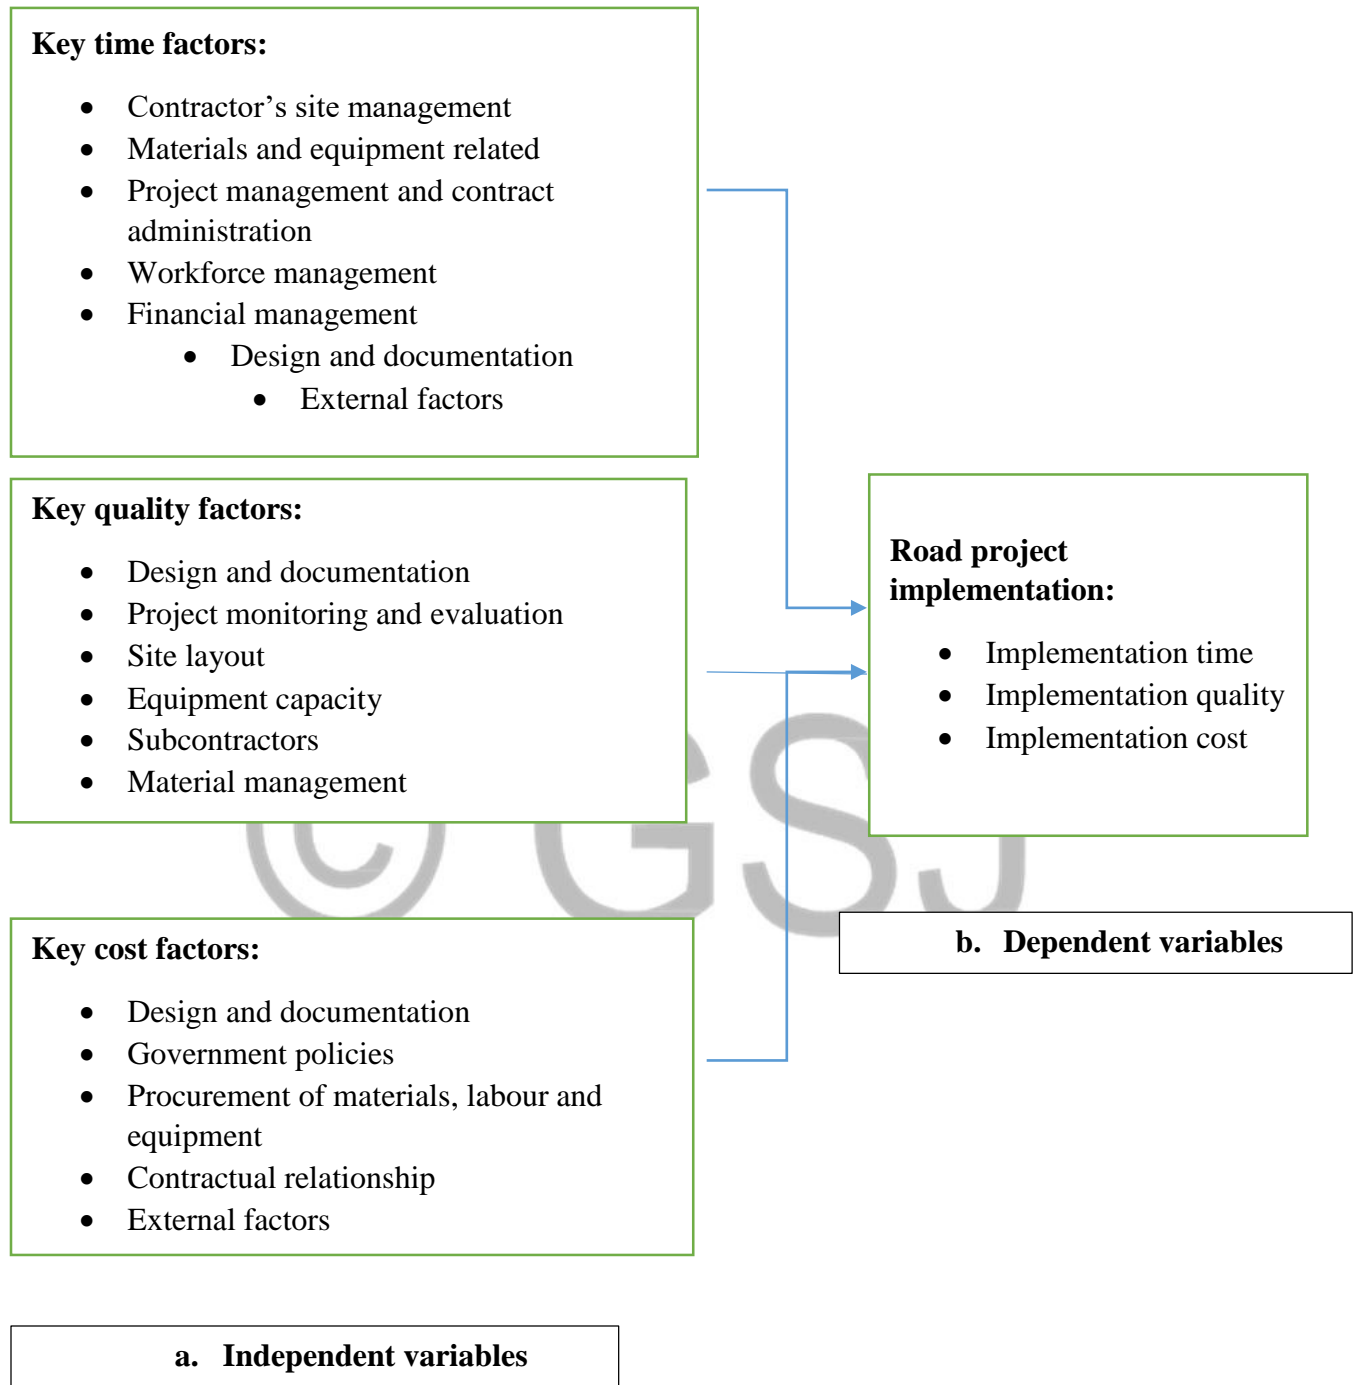 Key time factors:
• Contractor’s site management
• Materials and equipment related
• Project management and contract
administration
• Workforce management
• Financial management
• Design and documentation
• External factors
Key quality factors:
• Design and documentation
• Project monitoring and evaluation
• Site layout
• Equipment capacity
• Subcontractors
• Material management
Key cost factors:
• Design and documentation
• Government policies
• Procurement of materials, labour and
equipment
• Contractual relationship
• External factors
a. Independent variables
Road project
implementation:
• Implementation time
• Implementation quality
• Implementation cost
b. Dependent variables
© GSJ